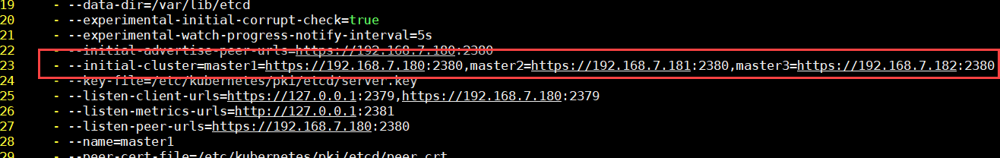 19 - --data-dir=/var/lib/etcd
20 - --experimental-initial-corrupt-check=true
21 - --experimental-watch-progress-notify-interval=5s
22 - --initial-advertise-peer-urls=https://192.168.7.180:2380
23 - --initial-cluster=master1=https://192.168.7.180:2380,master2=https://192.168.7.181:2380,master3=https://192.168.7.182:2380
24 - --key-file=/etc/kubernetes/pki/etcd/server.key
25 - --listen-client-urls=https://127.0.0.1:2379,https://192.168.7.180:2379
26 - --listen-metrics-urls=http://127.0.0.1:2381
27 - --listen-peer-urls=https://192.168.7.180:2380
28 - --name=master1
29 - --peer-cert-file=/etc/kubernetes/pki/etcd/peer.crt